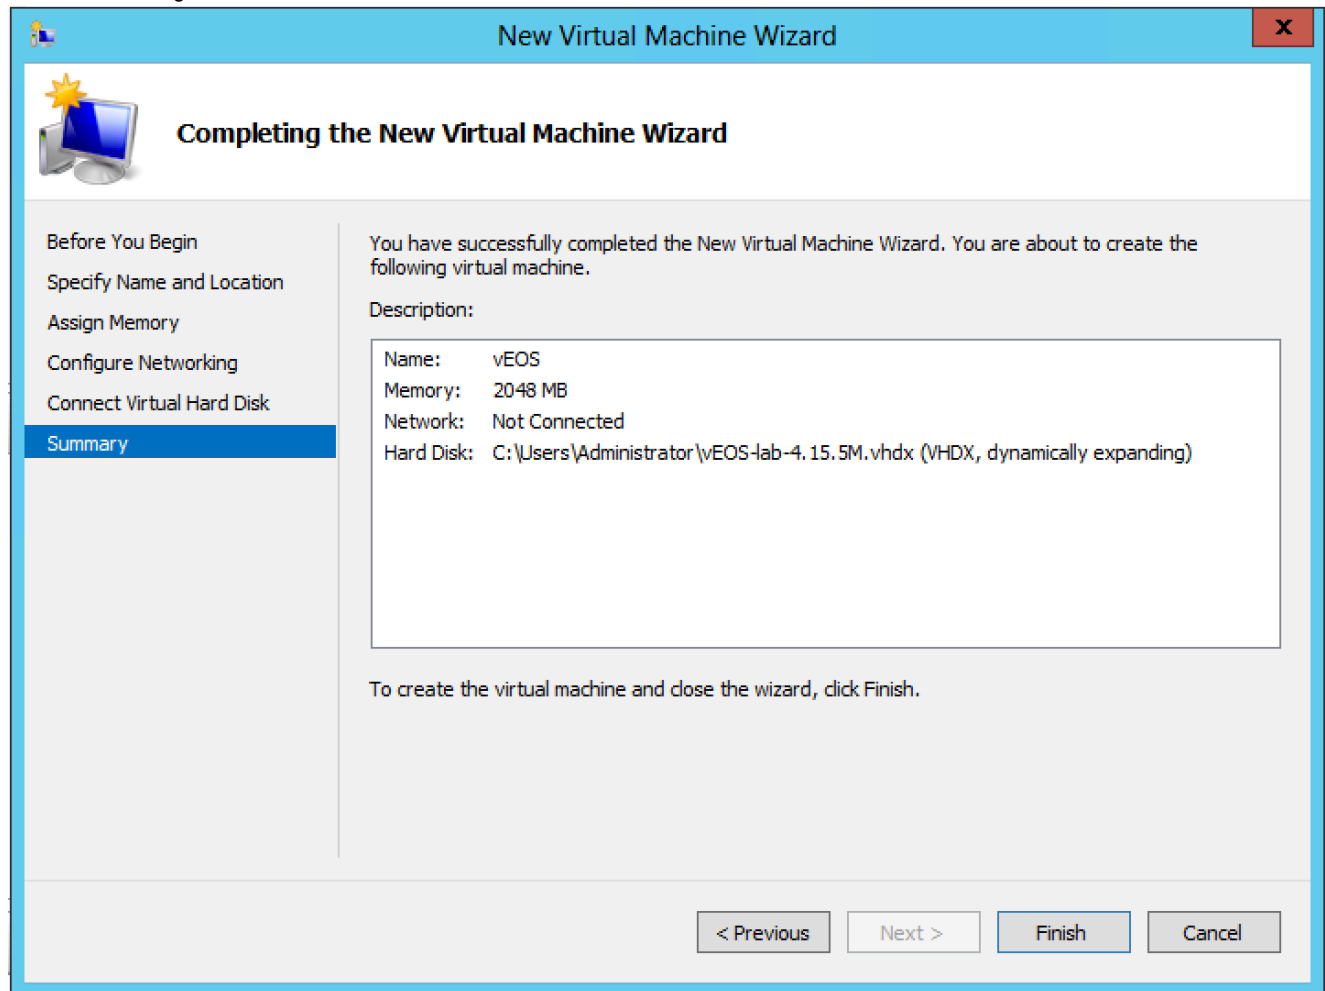 New Virtual Machine Wizard
X
Completing the New Virtual Machine Wizard
Before You Begin
Specify Name and Location
Assign Memory
Configure Networking
Connect Virtual Hard Disk
Summary
You have successfully completed the New Virtual Machine Wizard. You are about to create the
following virtual machine.
Description:
Name: vEOS
Memory: 2048 MB
Network: Not Connected
Hard Disk: C:\Users\Administrator\vEOS-lab-4.15.5M.vhdx (VHDX, dynamically expanding)
To create the virtual machine and close the wizard, click Finish.
< Previous
Next >
Finish
Cancel